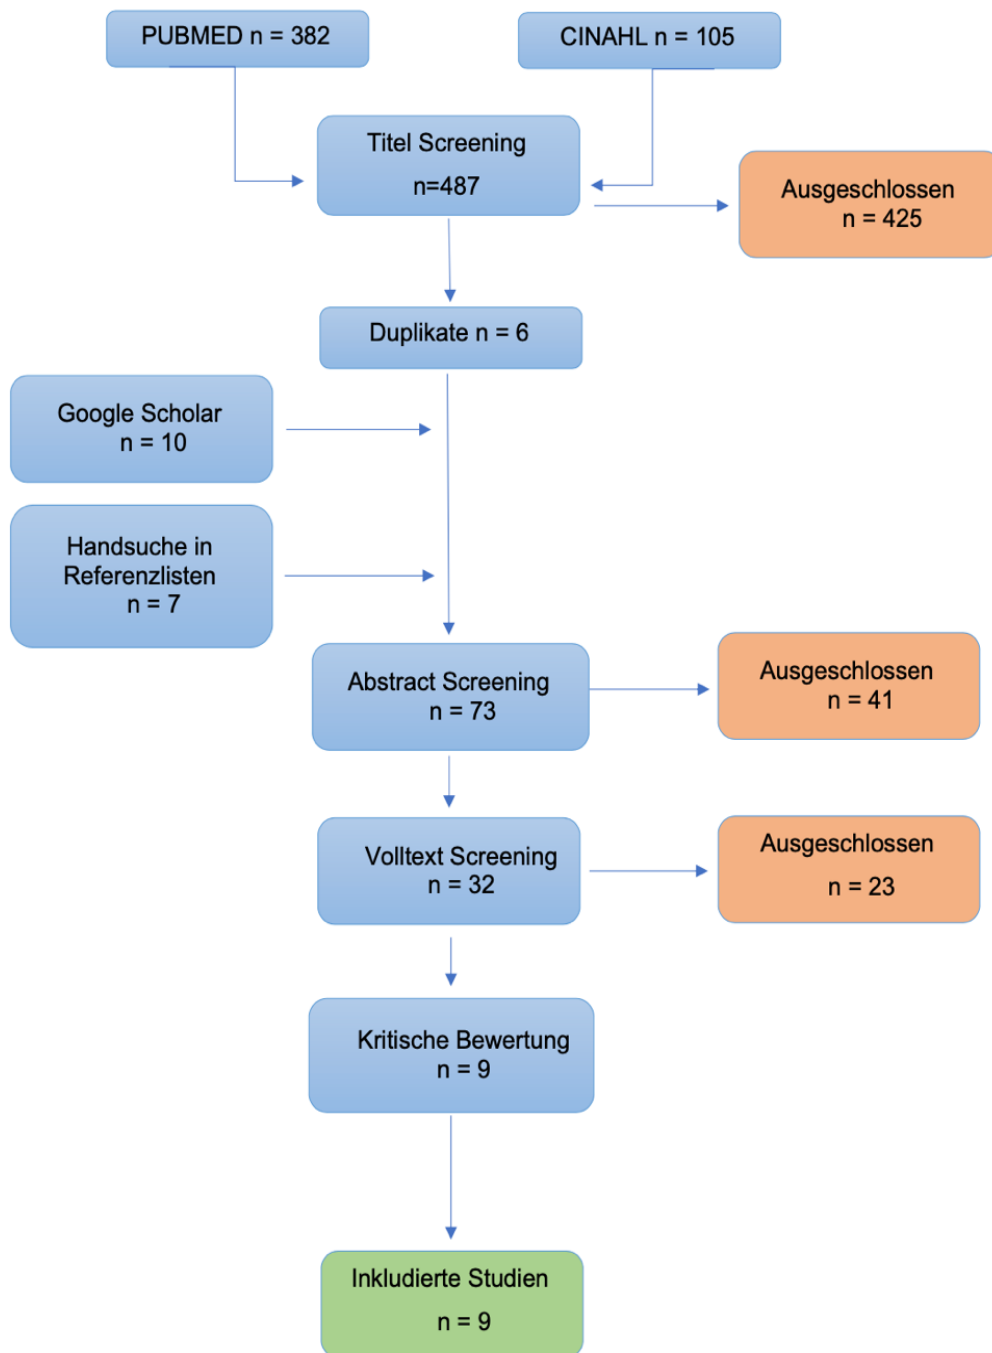 PUBMED n = 382
CINAHL n = 105
Titel Screening
n=487
Ausgeschlossen
n = 425
Duplikate n = 6
Google Scholar
n = 10
Handsuche in
Referenzlisten
n = 7
Abstract Screening
n = 73
Ausgeschlossen
n = 41
Volltext Screening
n = 32
Ausgeschlossen
n = 23
Kritische Bewertung
n = 9
Inkludierte Studien
n = 9